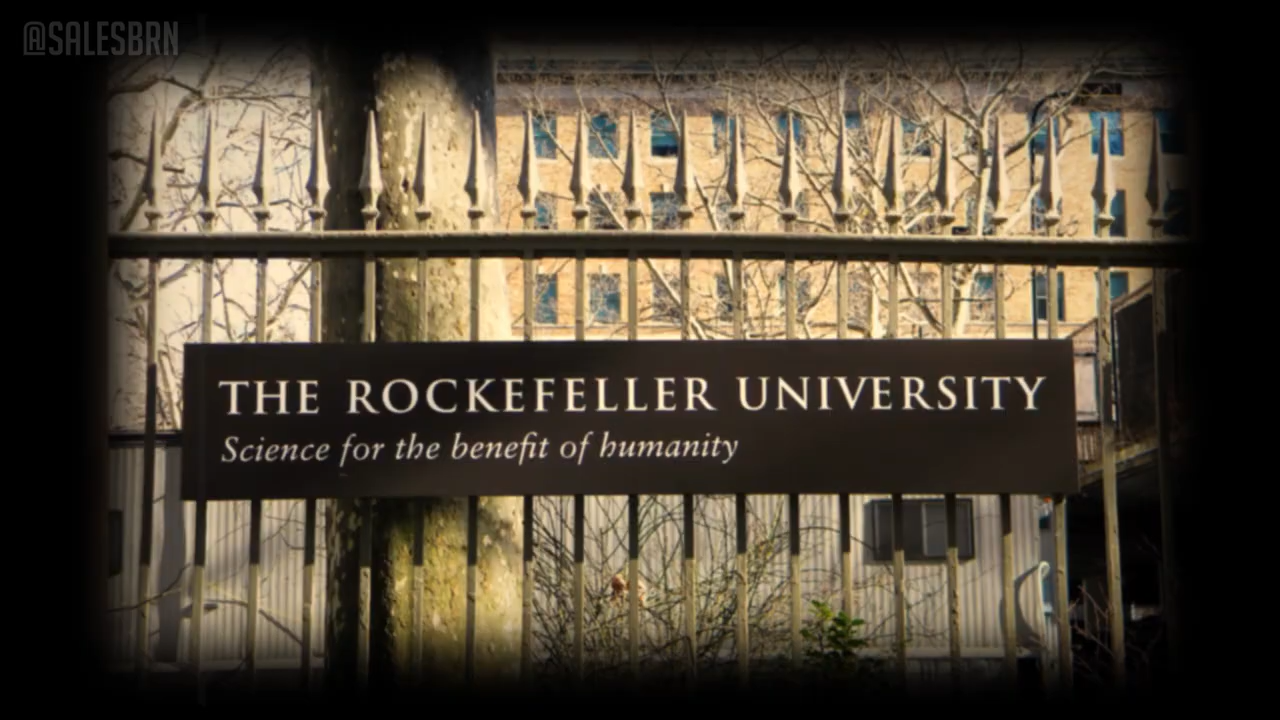 @SALESBRN
THE ROCKEFELLER UNIVERSITY
Science for the benefit of humanity